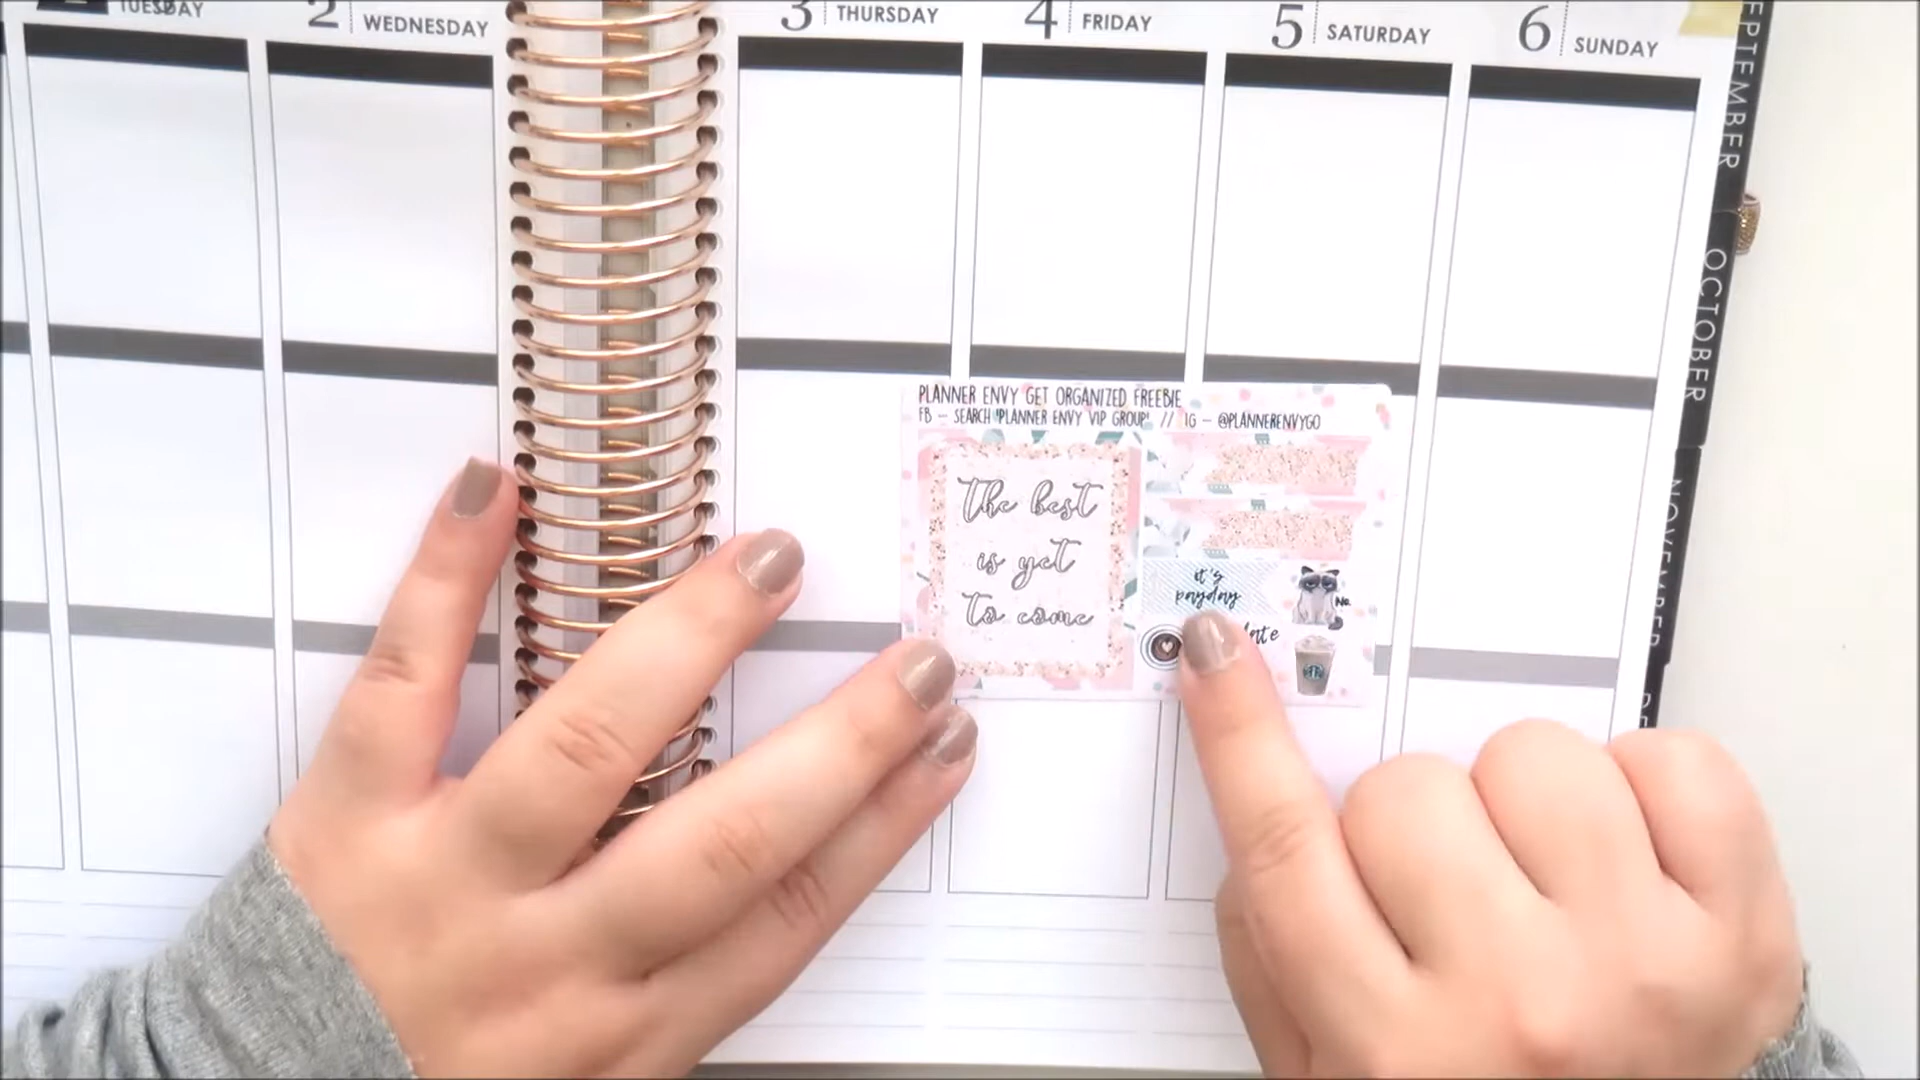 TUESDAY
2 WEDNESDAY
3 THURSDAY
4 FRIDAY
5 SATURDAY
6 SUNDAY
OCTOBER
NOVEMBER
PLANNER ENVY GET ORGANIZED FREEBIE
FB – SEARCH 'PLANNER ENVY VIP GROUP' // IG – @PLANNERENVYGO
the best
is yet
to come
it's
payday
No.